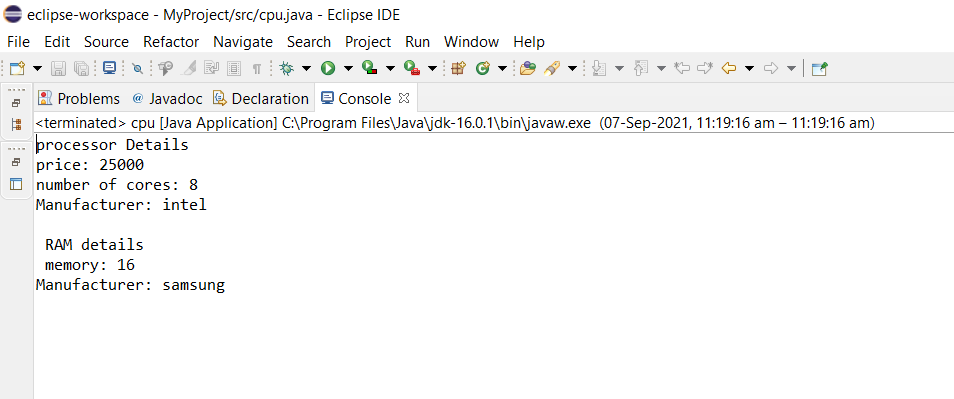 eclipse-workspace - MyProject/src/cpu.java - Eclipse IDE
File Edit Source Refactor Navigate Search Project Run Window Help
Problems @ Javadoc Declaration Console
<terminated> cpu [Java Application] C:\Program Files\Java\jdk-16.0.1\bin\javaw.exe (07-Sep-2021, 11:19:16 am – 11:19:16 am)
processor Details
price: 25000
number of cores: 8
Manufacturer: intel
RAM details
memory: 16
Manufacturer: samsung